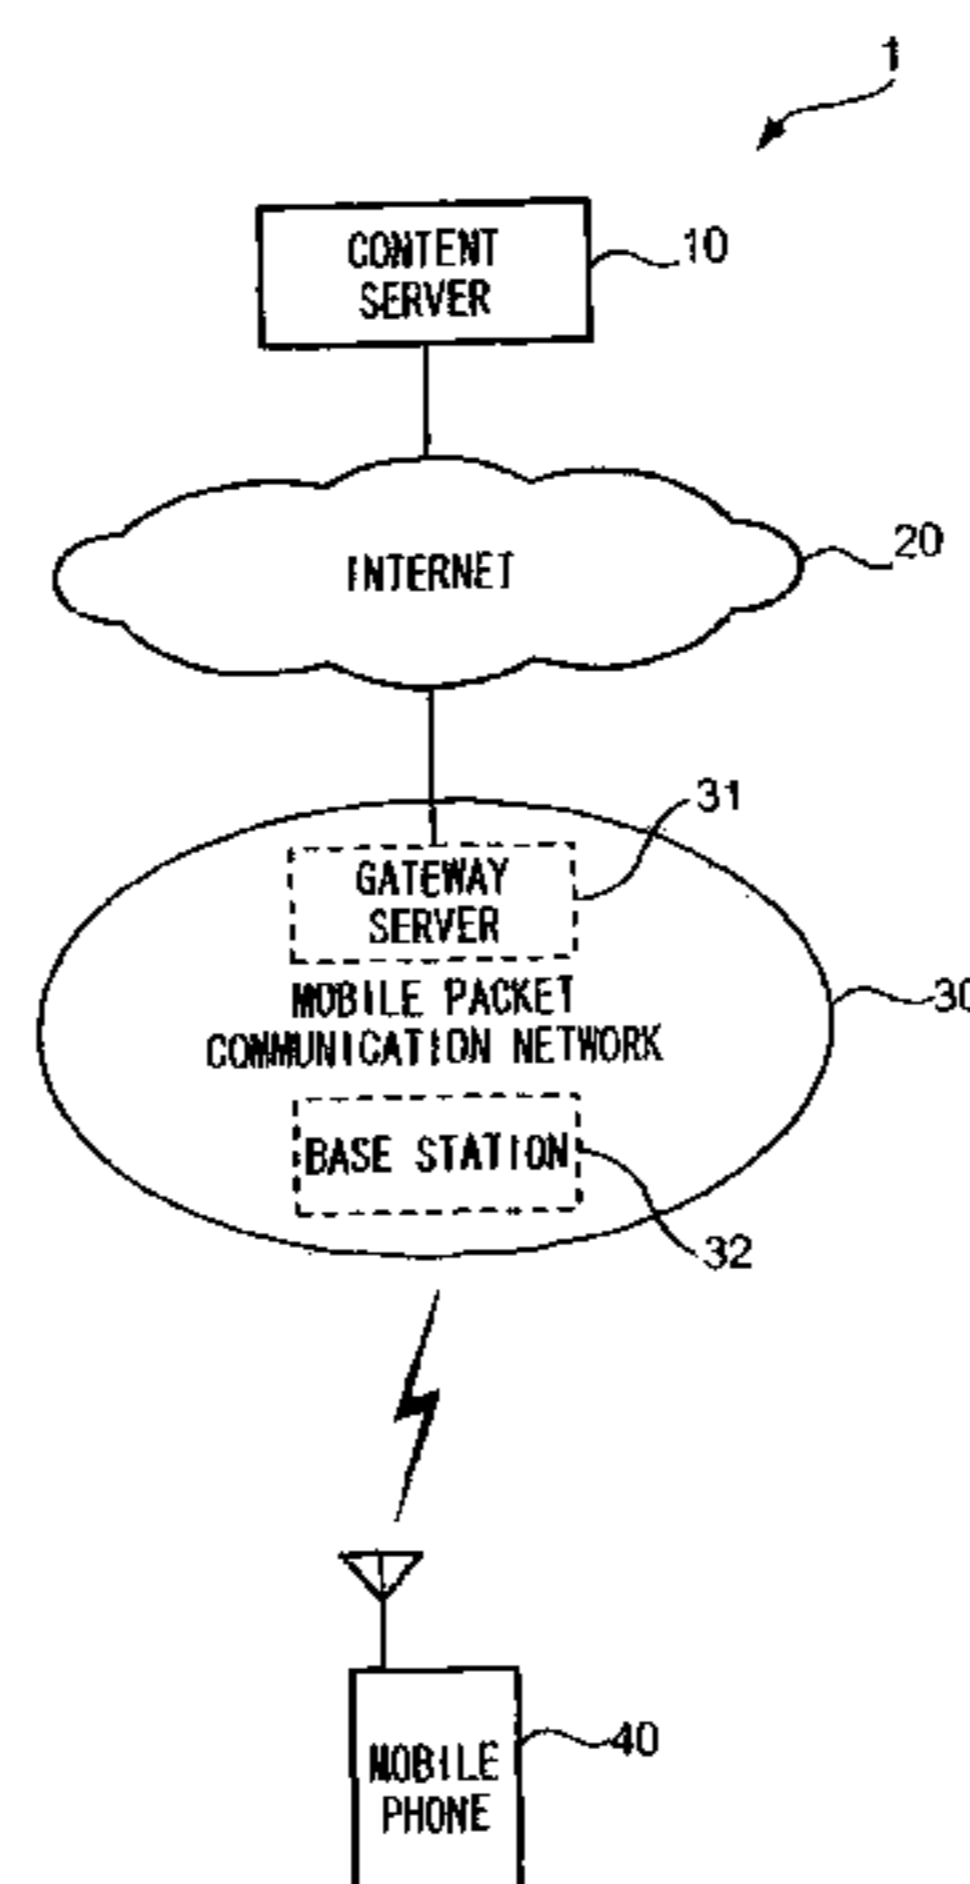 1
CONTENT
SERVER
10
INTERNET
20
31
GATEWAY
SERVER
MOBILE PACKET
COMMUNICATION NETWORK
30
BASE STATION
32
MOBILE
PHONE
40